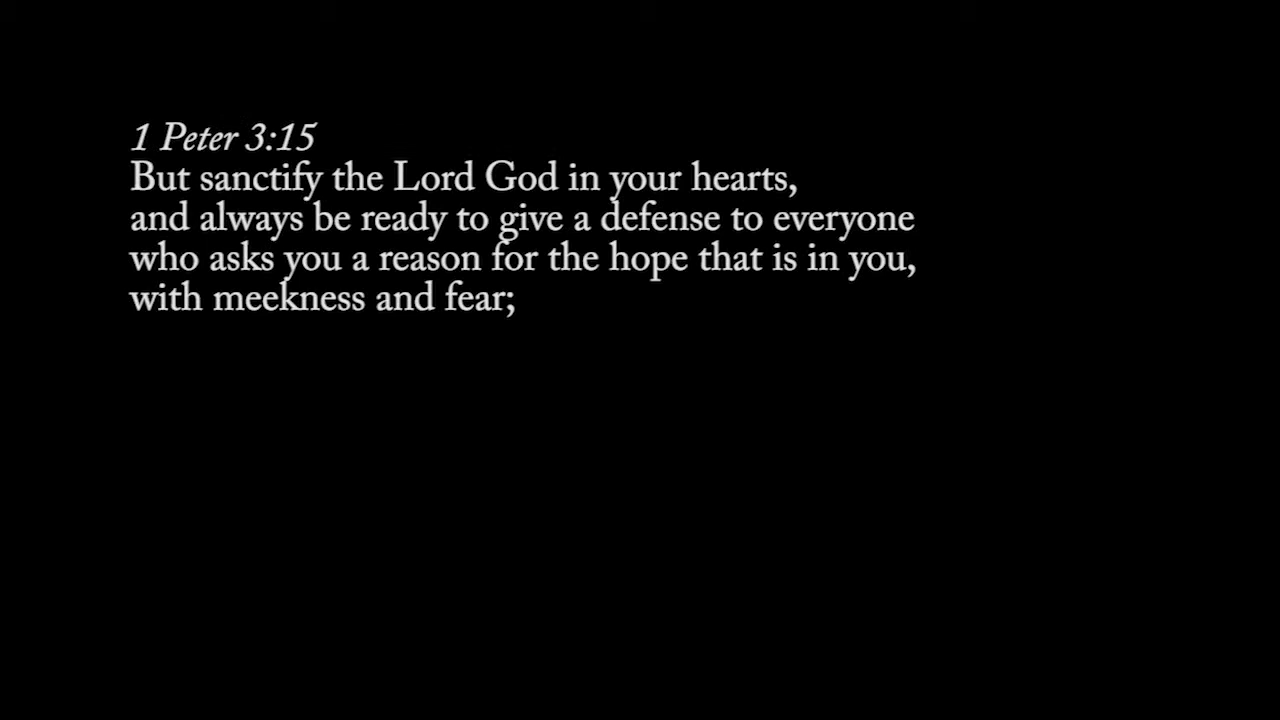 1 Peter 3:15
But sanctify the Lord God in your hearts,
and always be ready to give a defense to everyone
who asks you a reason for the hope that is in you,
with meekness and fear;